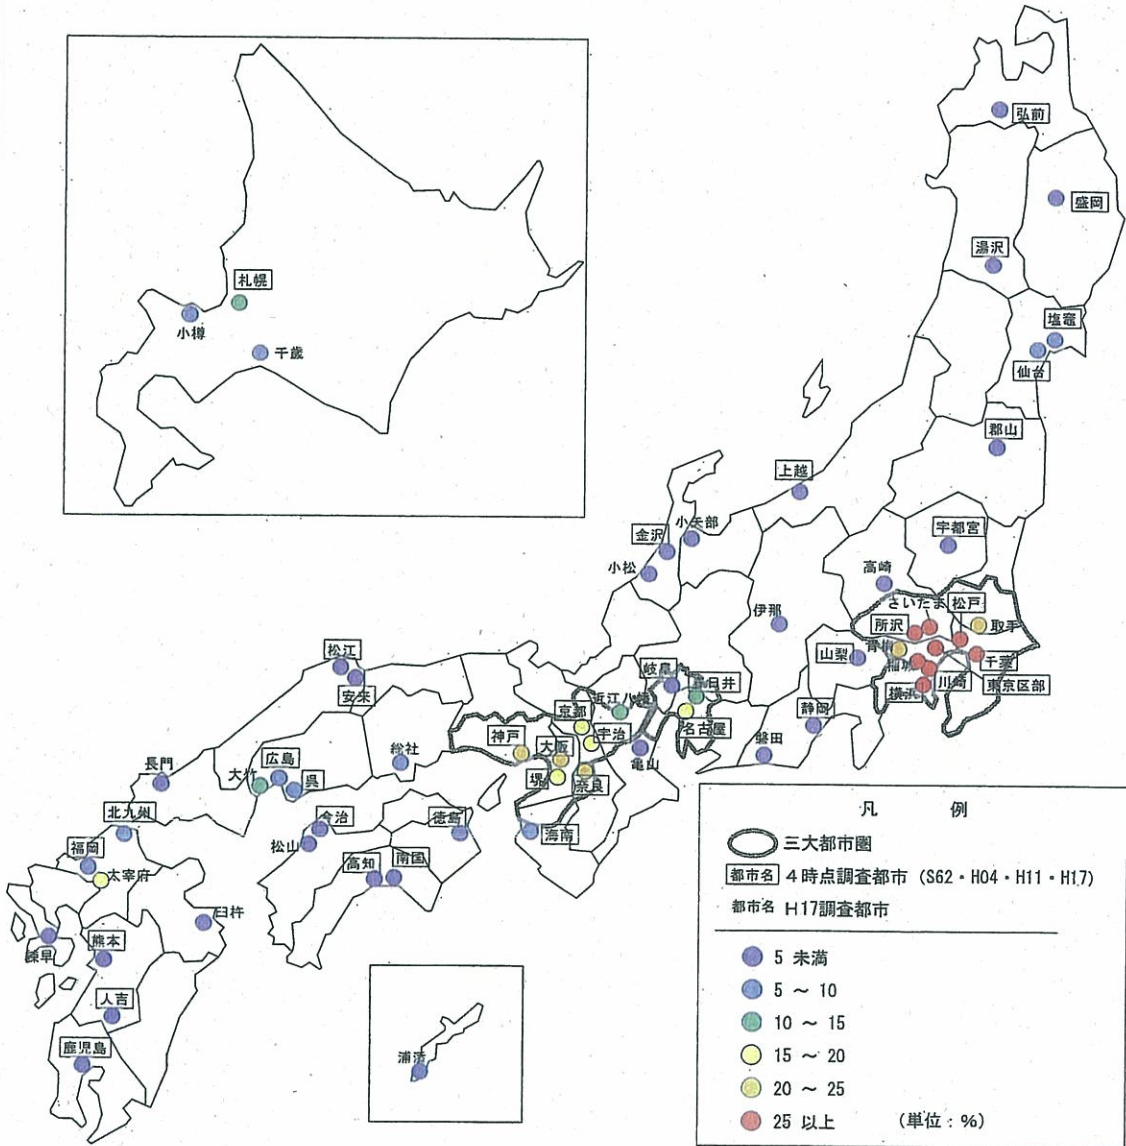 弘前
盛岡
湯沢
札幌
小樽
千歳
塩竈
仙台
郡山
上越
小矢部
金沢
小松
宇都宮
高崎
さいたま
松戸
所沢
取手
伊那
青梅
山梨
稲城
千葉
横浜
川崎
東京区部
松江
安来
岐阜
春日井
近江八幡
京都
静岡
宇治
名古屋
神戸
大阪
総社
磐田
亀山
堺
奈良
長門
広島
大竹
呉
北九州
今治
徳島
海南
松山
福岡
太宰府
高知
南国
臼杵
諫早
熊本
人吉
鹿児島
浦添
凡 例
三大都市圏
都市名 4時点調査都市 (S62・H04・H11・H17)
都市名 H17調査都市
5 未満
5 ~ 10
10 ~ 15
15 ~ 20
20 ~ 25
25 以上 (単位:%)